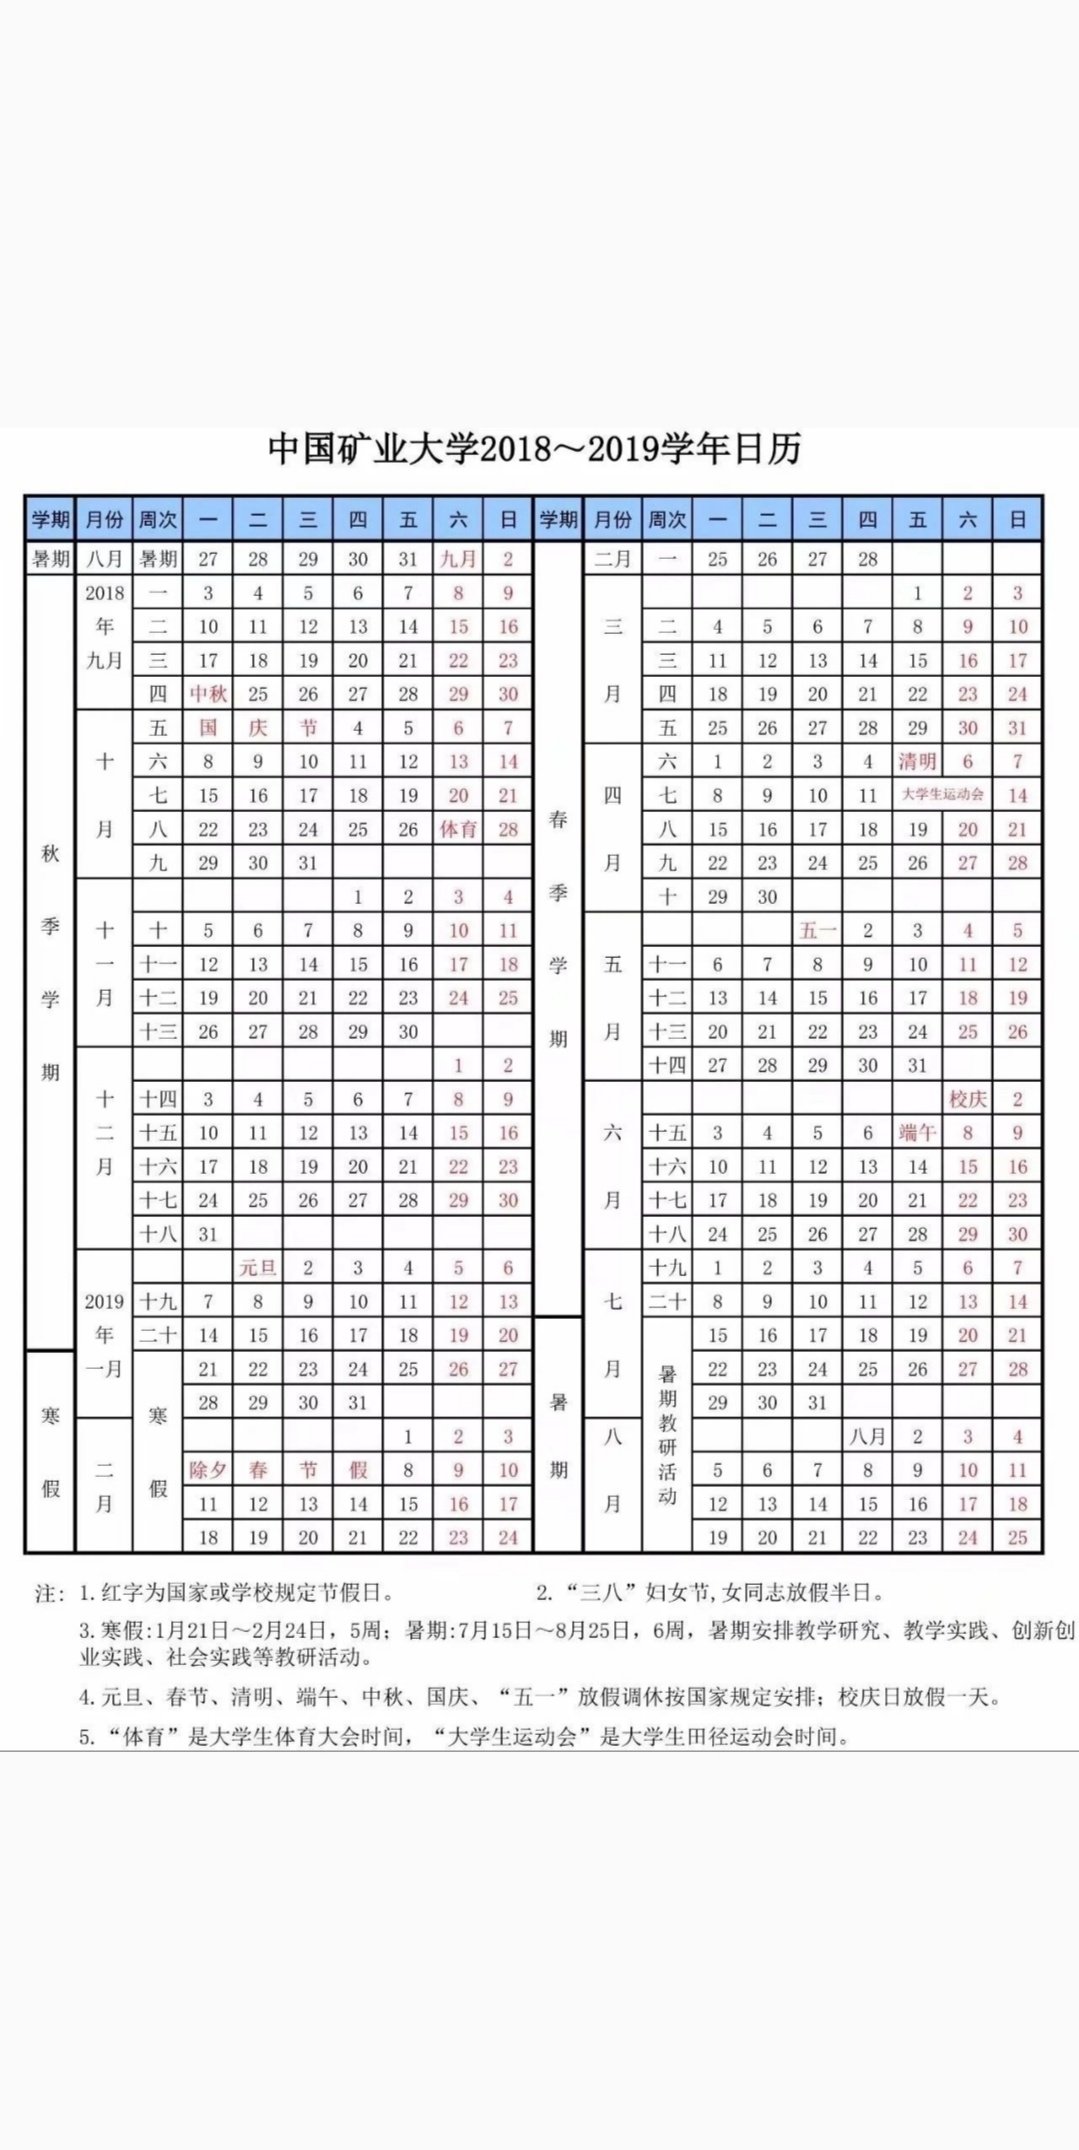 中国矿业大学2018～2019学年日历
学期 月份 周次 一 二 三 四 五 六 日 学期 月份 周次 一 二 三 四 五 六 日
暑期 八月 暑期 27 28 29 30 31 九月 2 二月 一 25 26 27 28
2018 一 3 4 5 6 7 8 9 1 2 3
年 二 10 11 12 13 14 15 16 三 二 4 5 6 7 8 9 10
九月 三 17 18 19 20 21 22 23 三 11 12 13 14 15 16 17
四 中秋 25 26 27 28 29 30 月 四 18 19 20 21 22 23 24
五 国 庆 节 4 5 6 7 五 25 26 27 28 29 30 31
十 六 8 9 10 11 12 13 14 六 1 2 3 4 清明 6 7
七 15 16 17 18 19 20 21 四 七 8 9 10 11 大学生运动会 14
月 八 22 23 24 25 26 体育 28 春 八 15 16 17 18 19 20 21
秋 九 29 30 31 月 九 22 23 24 25 26 27 28
1 2 3 4 季 十 29 30
季 十 十 5 6 7 8 9 10 11 五一 2 3 4 5
一 十一 12 13 14 15 16 17 18 学 五 十一 6 7 8 9 10 11 12
学 月 十二 19 20 21 22 23 24 25 十二 13 14 15 16 17 18 19
十三 26 27 28 29 30 期 月 十三 20 21 22 23 24 25 26
期 1 2 十四 27 28 29 30 31
十 十四 3 4 5 6 7 8 9 校庆 2
二 十五 10 11 12 13 14 15 16 六 十五 3 4 5 6 端午 8 9
月 十六 17 18 19 20 21 22 23 十六 10 11 12 13 14 15 16
十七 24 25 26 27 28 29 30 月 十七 17 18 19 20 21 22 23
十八 31 十八 24 25 26 27 28 29 30
元旦 2 3 4 5 6 十九 1 2 3 4 5 6 7
2019 十九 7 8 9 10 11 12 13 七 二十 8 9 10 11 12 13 14
年 二十 14 15 16 17 18 19 20 15 16 17 18 19 20 21
一月 21 22 23 24 25 26 27 月 暑 22 23 24 25 26 27 28
寒 寒 28 29 30 31 暑 期 29 30 31
1 2 3 八 教 研 八月 2 3 4
假 二 假 除夕 春 节 假 8 9 10 期 活 5 6 7 8 9 10 11
月 11 12 13 14 15 16 17 月 动 12 13 14 15 16 17 18
18 19 20 21 22 23 24 19 20 21 22 23 24 25
注: 1.红字为国家或学校规定节假日。 2.“三八”妇女节,女同志放假半日。
3.寒假:1月21日～2月24日，5周；暑期:7月15日～8月25日，6周，暑期安排教学研究、教学实践、创新创
业实践、社会实践等教研活动。
4.元旦、春节、清明、端午、中秋、国庆、“五一”放假调休按国家规定安排；校庆日放假一天。
5.“体育”是大学生体育大会时间，“大学生运动会”是大学生田径运动会时间。